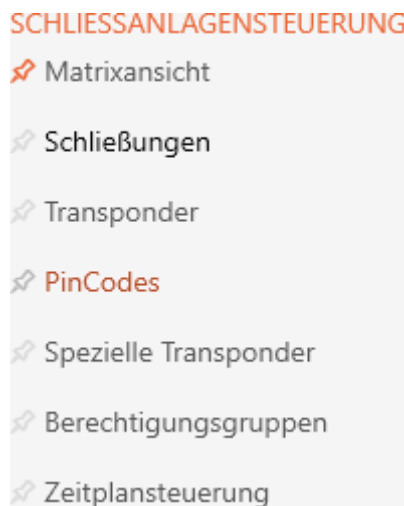 SCHLIESSANLAGENSTEUERUNG
Matrixansicht
Schließungen
Transponder
PinCodes
Spezielle Transponder
Berechtigungsgruppen
Zeitplansteuerung